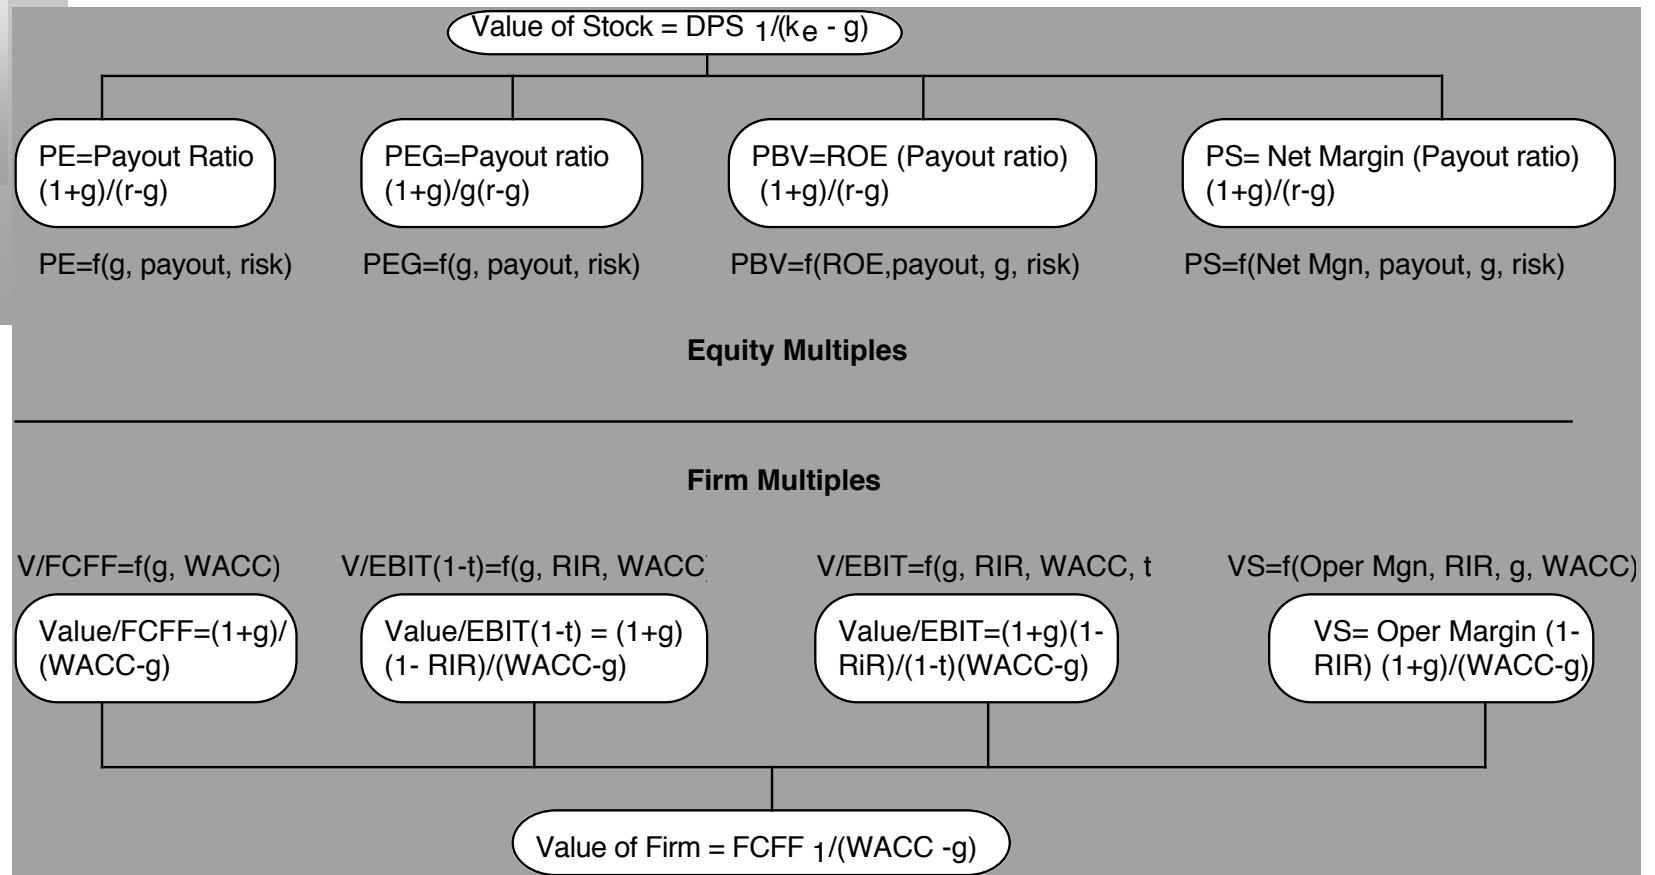 Value of Stock = DPS 1/(ke - g)
PE=Payout Ratio
(1+g)/(r-g)
PEG=Payout ratio
(1+g)/g(r-g)
PBV=ROE (Payout ratio)
(1+g)/(r-g)
PS= Net Margin (Payout ratio)
(1+g)/(r-g)
PE=f(g, payout, risk)
PEG=f(g, payout, risk)
PBV=f(ROE,payout, g, risk)
PS=f(Net Mgn, payout, g, risk)
Equity Multiples
Firm Multiples
V/FCFF=f(g, WACC)
V/EBIT(1-t)=f(g, RIR, WACC)
V/EBIT=f(g, RIR, WACC, t
VS=f(Oper Mgn, RIR, g, WACC)
Value/FCFF=(1+g)/
(WACC-g)
Value/EBIT(1-t) = (1+g)
(1- RIR)/(WACC-g)
Value/EBIT=(1+g)(1-
RiR)/(1-t)(WACC-g)
VS= Oper Margin (1-
RIR) (1+g)/(WACC-g)
Value of Firm = FCFF 1/(WACC -g)